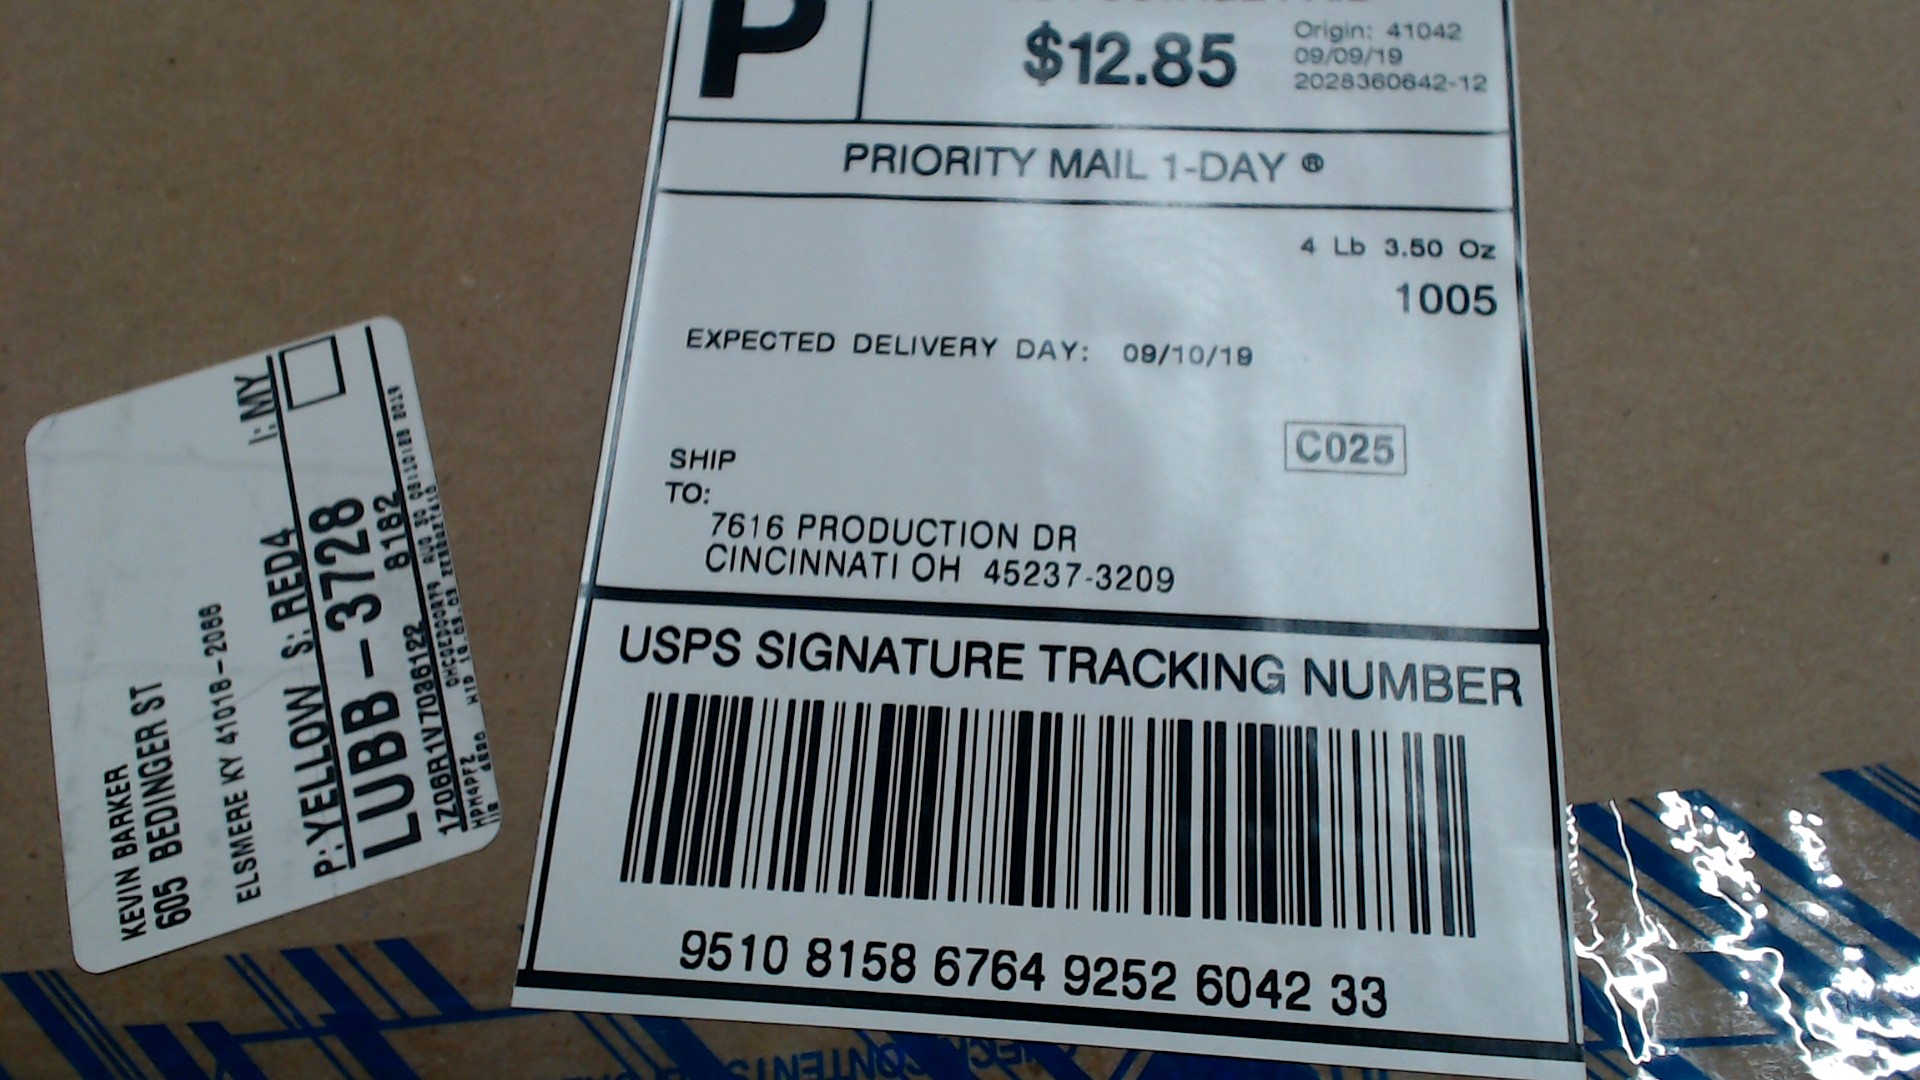 P
$12.85
Origin: 41042
09/09/19
2028360642-12
PRIORITY MAIL 1-DAY ®
4 Lb 3.50 Oz
1005
EXPECTED DELIVERY DAY: 09/10/19
C025
SHIP
TO:
7616 PRODUCTION DR
CINCINNATI OH 45237-3209
USPS SIGNATURE TRACKING NUMBER
9510 8158 6764 9252 6042 33
KEVIN BARKER
605 BEDINGER ST
ELSMERE KY 41018-2066
P: YELLOW S: RED4 I: MY
LUBB-3728
8182
1Z06R1V77036122
HPM4PFZ
CONTENTS